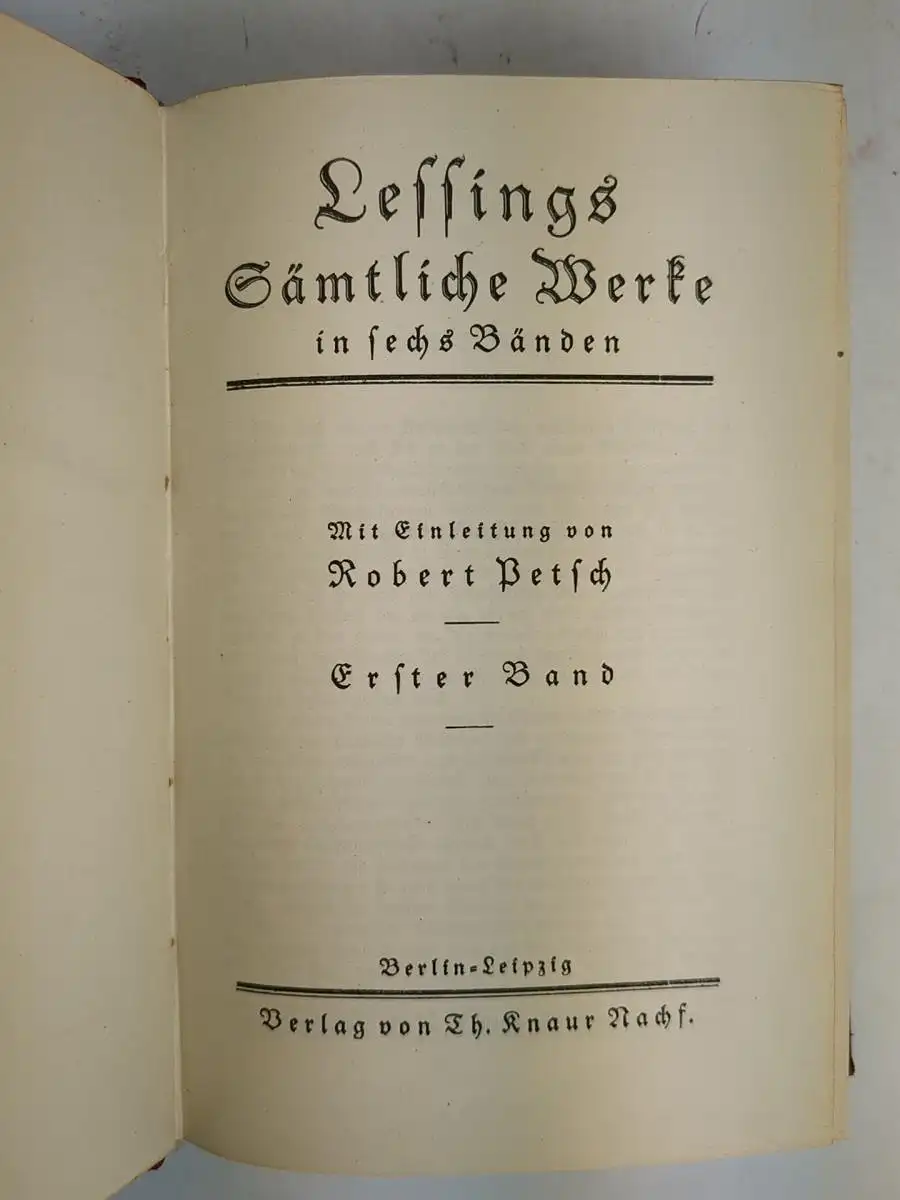 Leſſings
Sämtliche Werke
in ſechs Bänden
Mit Einleitung von
Robert Petſch
Erſter Band
Berlin-Leipzig
Verlag von Th. Knaur Nachf.